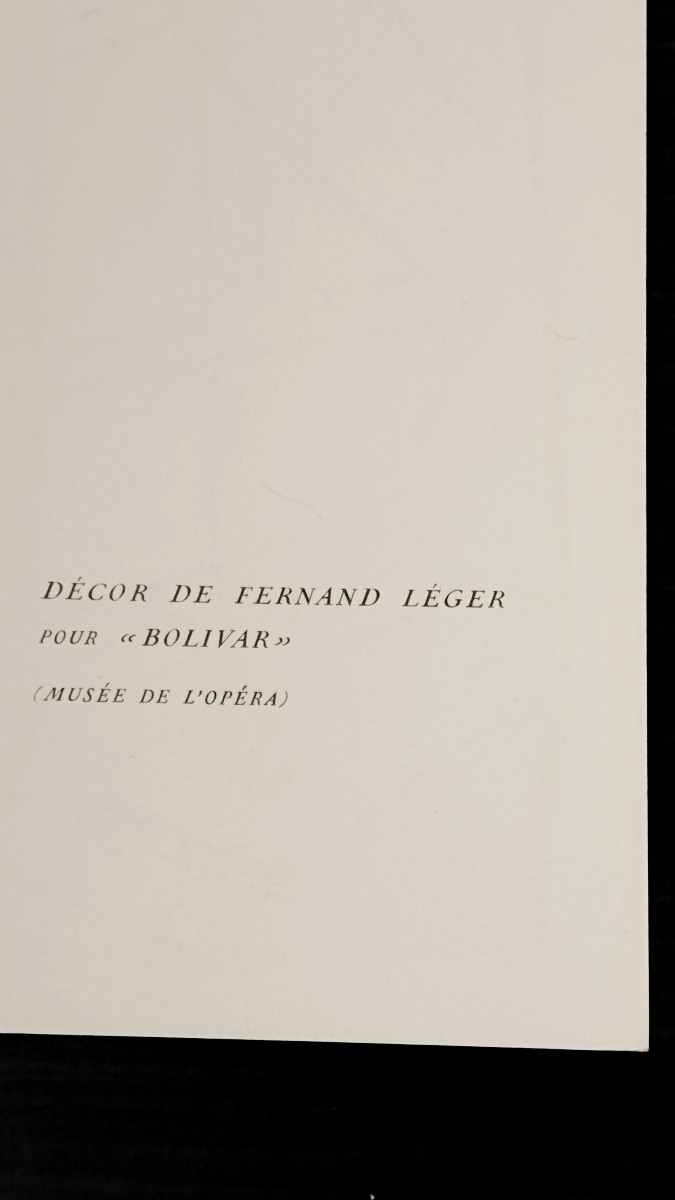 DÉCOR DE FERNAND LÉGER
POUR «BOLIVAR»
(MUSÉE DE L'OPÉRA)